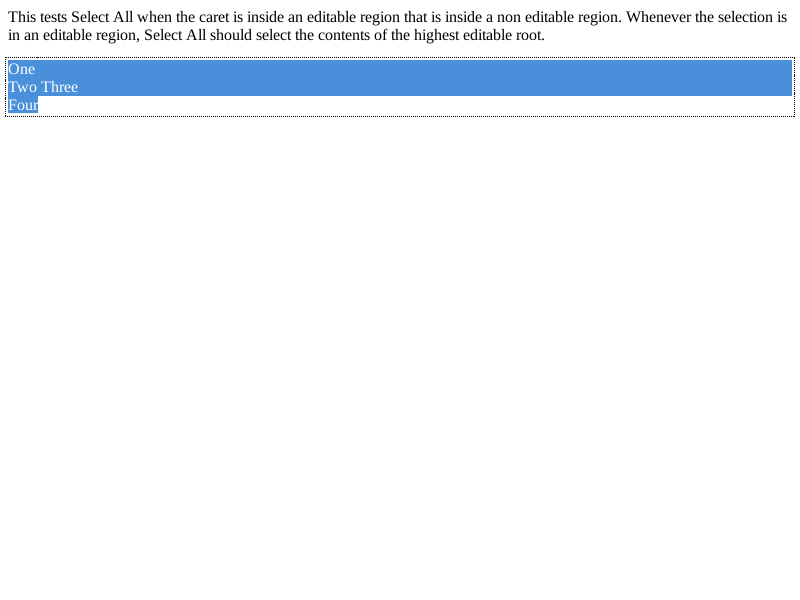 This tests Select All when the caret is inside an editable region that is inside a non editable region. Whenever the selection is
in an editable region, Select All should select the contents of the highest editable root.
One
Two Three
Four